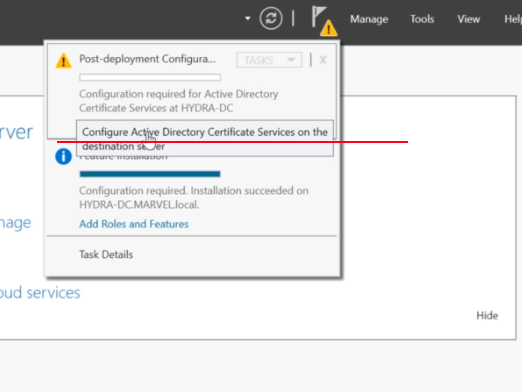 Manage Tools View Hel
Post-deployment Configura... TASKS x
Configuration required for Active Directory
Certificate Services at HYDRA-DC
Configure Active Directory Certificate Services on the
destination server
Feature installation
Configuration required. Installation succeeded on
HYDRA-DC.MARVEL.local.
Add Roles and Features
Task Details
rver
nage
oud services
Hide